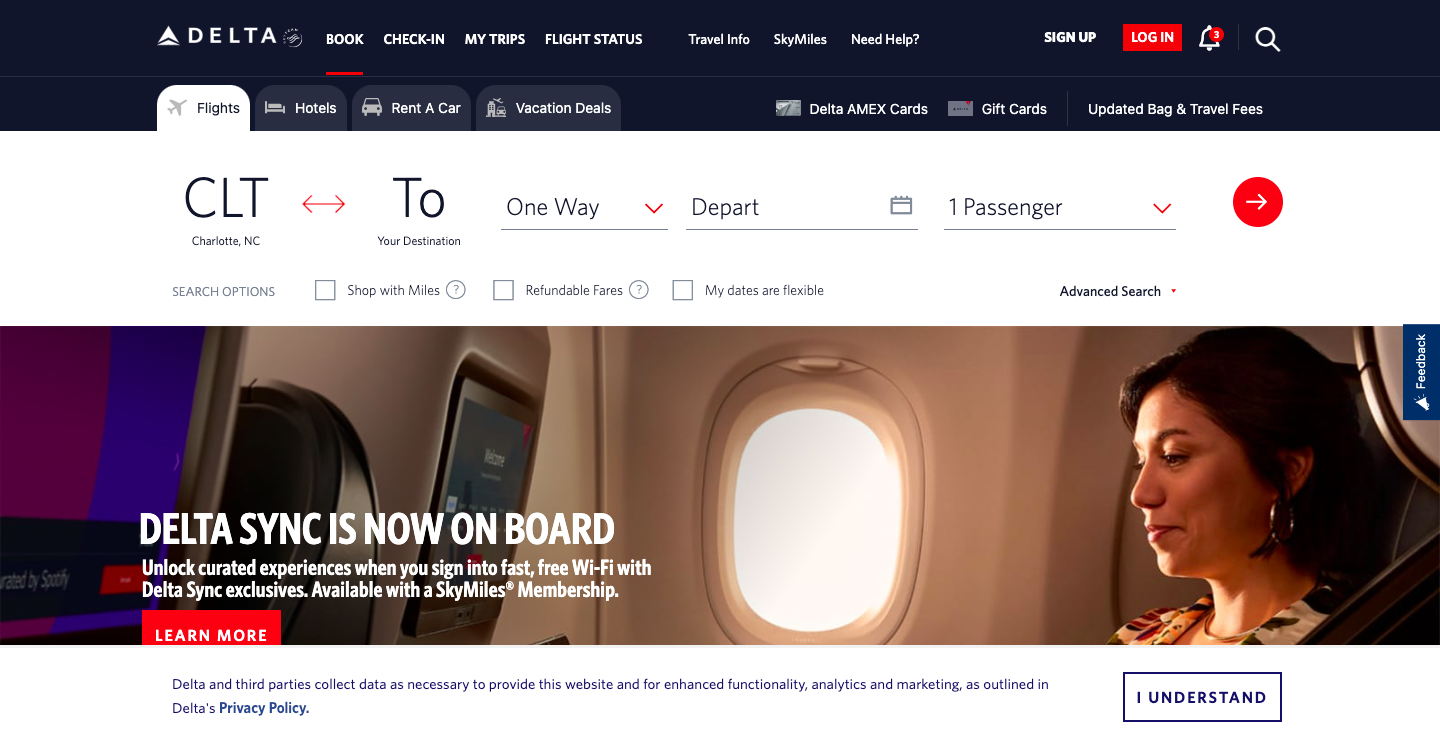 DELTA
BOOK CHECK-IN MY TRIPS FLIGHT STATUS Travel Info SkyMiles Need Help? SIGN UP LOG IN 3
Flights Hotels Rent A Car Vacation Deals Delta AMEX Cards Gift Cards Updated Bag & Travel Fees
CLT To
One Way Depart 1 Passenger
Charlotte, NC Your Destination
SEARCH OPTIONS Shop with Miles ? Refundable Fares ? My dates are flexible Advanced Search
Feedback
Welcome
DELTA SYNC IS NOW ON BOARD
Unlock curated experiences when you sign into fast, free Wi-Fi with
Delta Sync exclusives. Available with a SkyMiles® Membership.
by Spotify
LEARN MORE
Delta and third parties collect data as necessary to provide this website and for enhanced functionality, analytics and marketing, as outlined in
Delta's Privacy Policy.
I UNDERSTAND